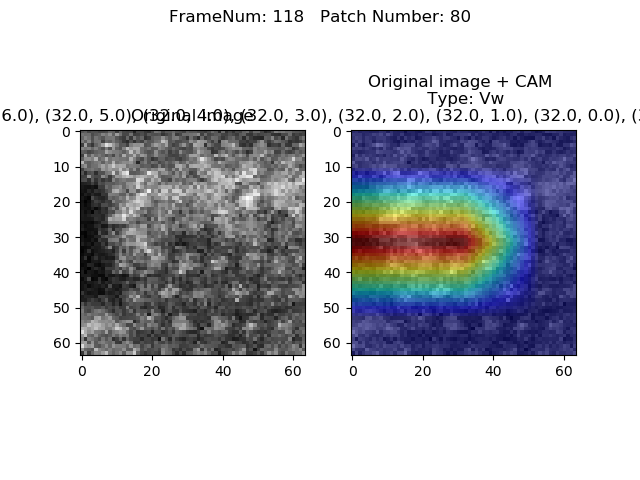 FrameNum: 118   Patch Number: 80
Original image + CAM
Type: Vw
6.0), (32.0, 5.0), (32.0, 4.0), (32.0, 3.0), (32.0, 2.0), (32.0, 1.0), (32.0, 0.0), (3
Original image
0
10
20
30
40
50
60
0 20 40 60
0
10
20
30
40
50
60
0 20 40 60